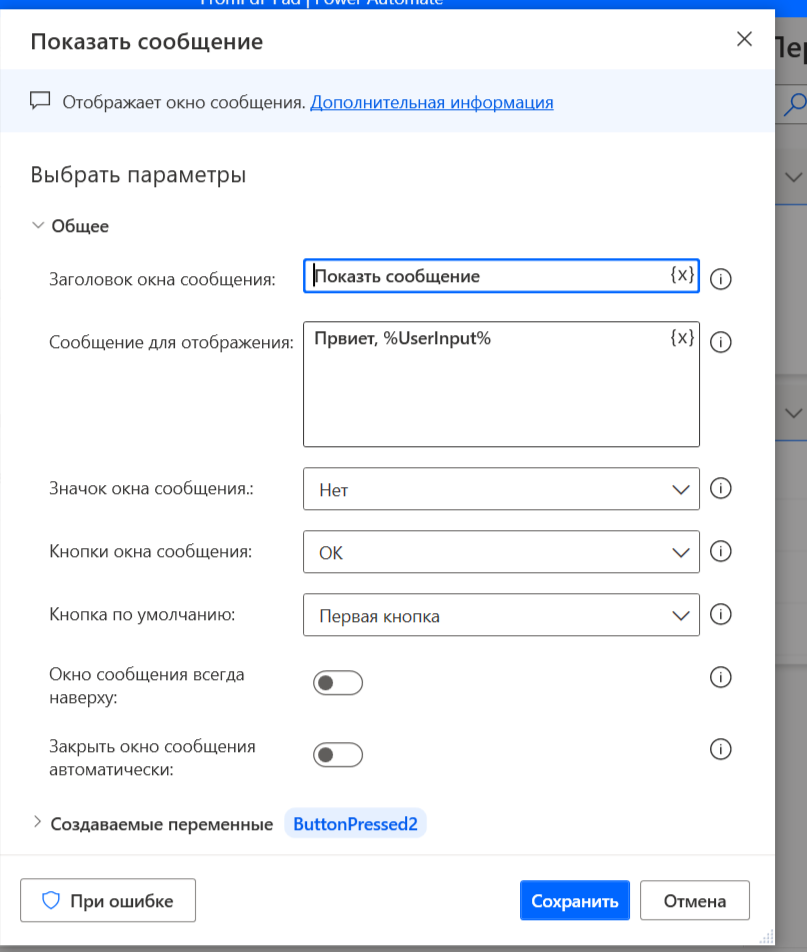 Показать сообщение
Отображает окно сообщения. Дополнительная информация
Выбрать параметры
Общее
Заголовок окна сообщения: Показть сообщение {x}
Сообщение для отображения: Првиет, %UserInput% {x}
Значок окна сообщения.: Нет
Кнопки окна сообщения: ОК
Кнопка по умолчанию: Первая кнопка
Окно сообщения всегда
наверху:
Закрыть окно сообщения
автоматически:
Создаваемые переменные ButtonPressed2
При ошибке Сохранить Отмена